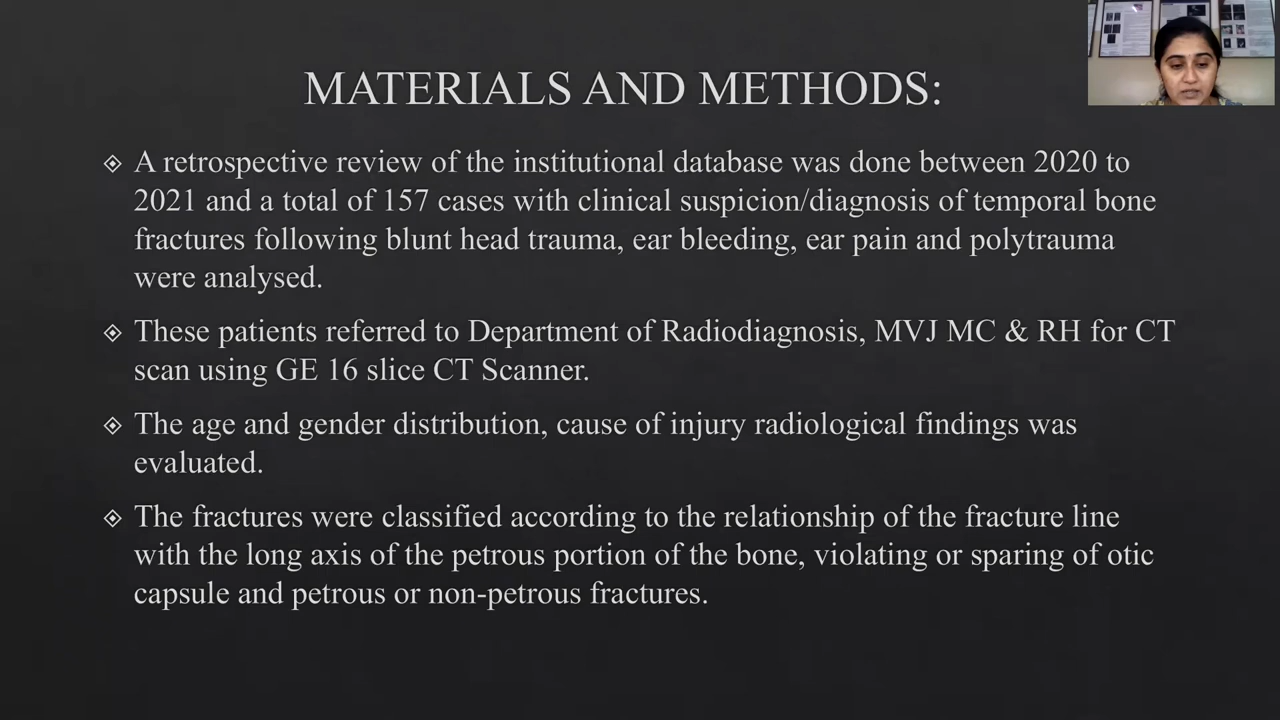 MATERIALS AND METHODS:
A retrospective review of the institutional database was done between 2020 to
2021 and a total of 157 cases with clinical suspicion/diagnosis of temporal bone
fractures following blunt head trauma, ear bleeding, ear pain and polytrauma
were analysed.
These patients referred to Department of Radiodiagnosis, MVJ MC & RH for CT
scan using GE 16 slice CT Scanner.
The age and gender distribution, cause of injury radiological findings was
evaluated.
The fractures were classified according to the relationship of the fracture line
with the long axis of the petrous portion of the bone, violating or sparing of otic
capsule and petrous or non-petrous fractures.